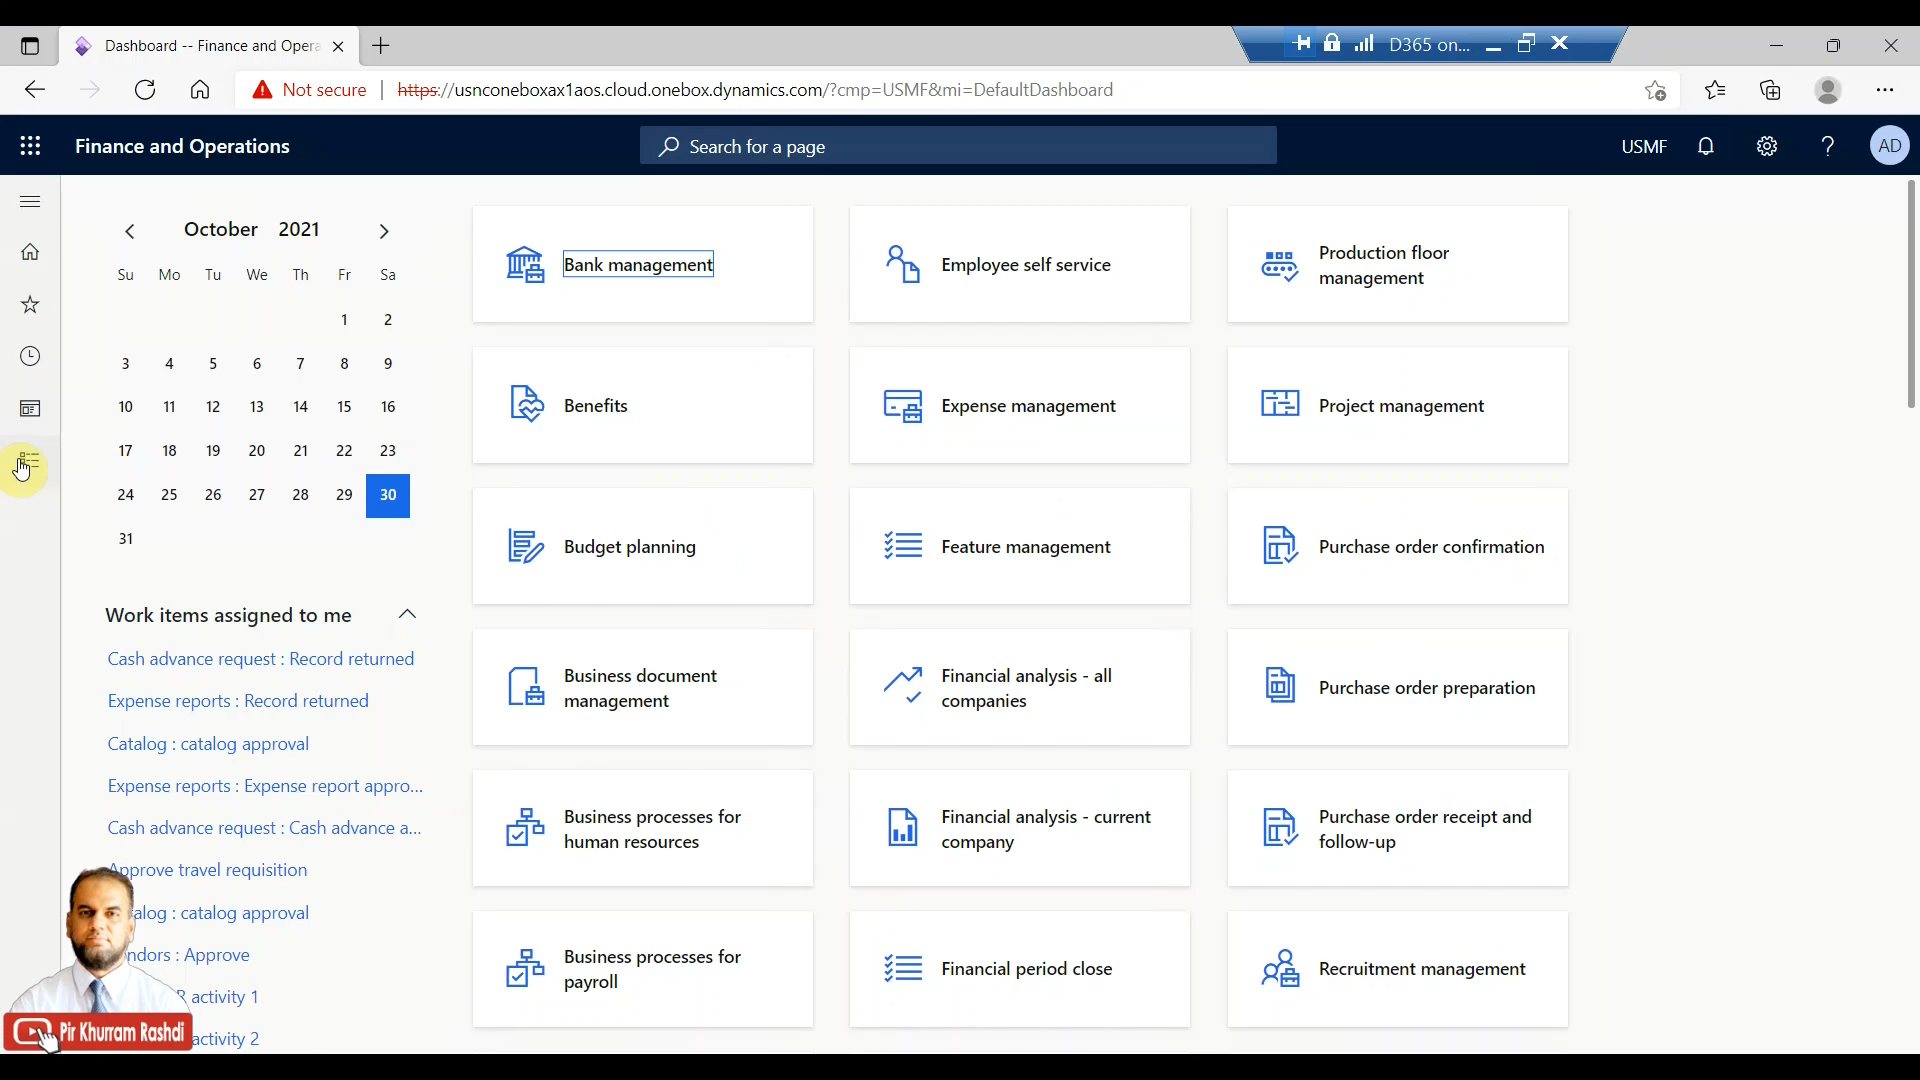 Dashboard -- Finance and Opera
D365 on...
Not secure
https://usnconeboxax1aos.cloud.onebox.dynamics.com/?cmp=USMF&mi=DefaultDashboard
Finance and Operations
Search for a page
USMF
?
AD
October 2021
Su Mo Tu We Th Fr Sa
1 2
3 4 5 6 7 8 9
10 11 12 13 14 15 16
17 18 19 20 21 22 23
24 25 26 27 28 29 30
31
Work items assigned to me
Cash advance request : Record returned
Expense reports : Record returned
Catalog : catalog approval
Expense reports : Expense report appro...
Cash advance request : Cash advance a...
Approve travel requisition
alog : catalog approval
ndors : Approve
activity 1
activity 2
Pir Khurram Rashdi
Bank management
Employee self service
Production floor
management
Benefits
Expense management
Project management
Budget planning
Feature management
Purchase order confirmation
Business document
management
Financial analysis - all
companies
Purchase order preparation
Business processes for
human resources
Financial analysis - current
company
Purchase order receipt and
follow-up
Business processes for
payroll
Financial period close
Recruitment management